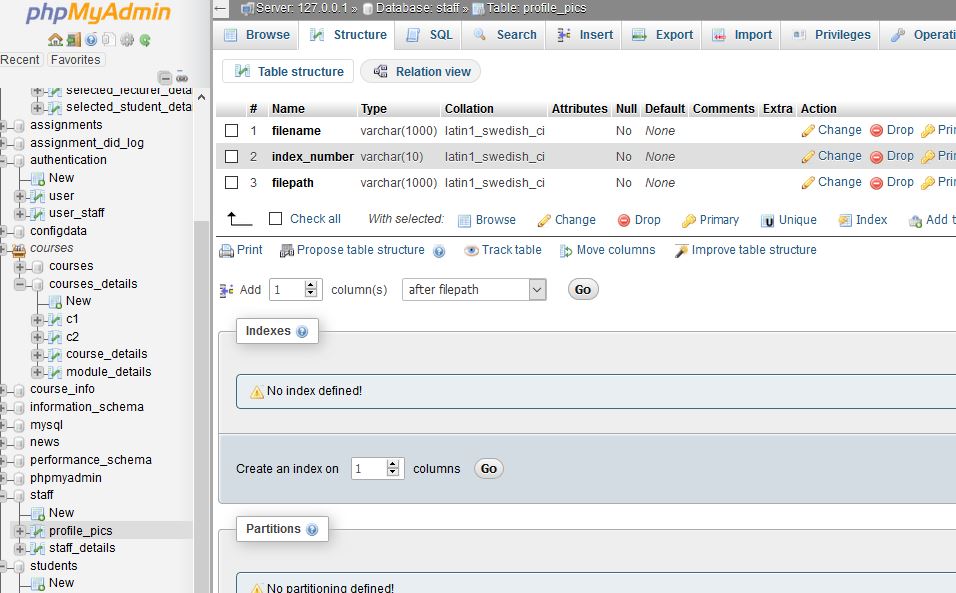 phpMyAdmin
Recent Favorites
selected_lecturer_deta
selected_student_detai
assignments
assignment_did_log
authentication
New
user
user_staff
configdata
courses
courses
courses_details
New
c1
c2
course_details
module_details
course_info
information_schema
mysql
news
performance_schema
phpmyadmin
staff
New
profile_pics
staff_details
students
New
Server: 127.0.0.1 » Database: staff » Table: profile_pics
Browse Structure SQL Search Insert Export Import Privileges Operati
Table structure Relation view
# Name Type Collation Attributes Null Default Comments Extra Action
1 filename varchar(1000) latin1_swedish_ci No None Change Drop Pri
2 index_number varchar(10) latin1_swedish_ci No None Change Drop Pri
3 filepath varchar(1000) latin1_swedish_ci No None Change Drop Pri
Check all With selected: Browse Change Drop Primary Unique Index Add t
Print Propose table structure Track table Move columns Improve table structure
Add 1 column(s) after filepath Go
Indexes
No index defined!
Create an index on 1 columns Go
Partitions
No partitioning defined!